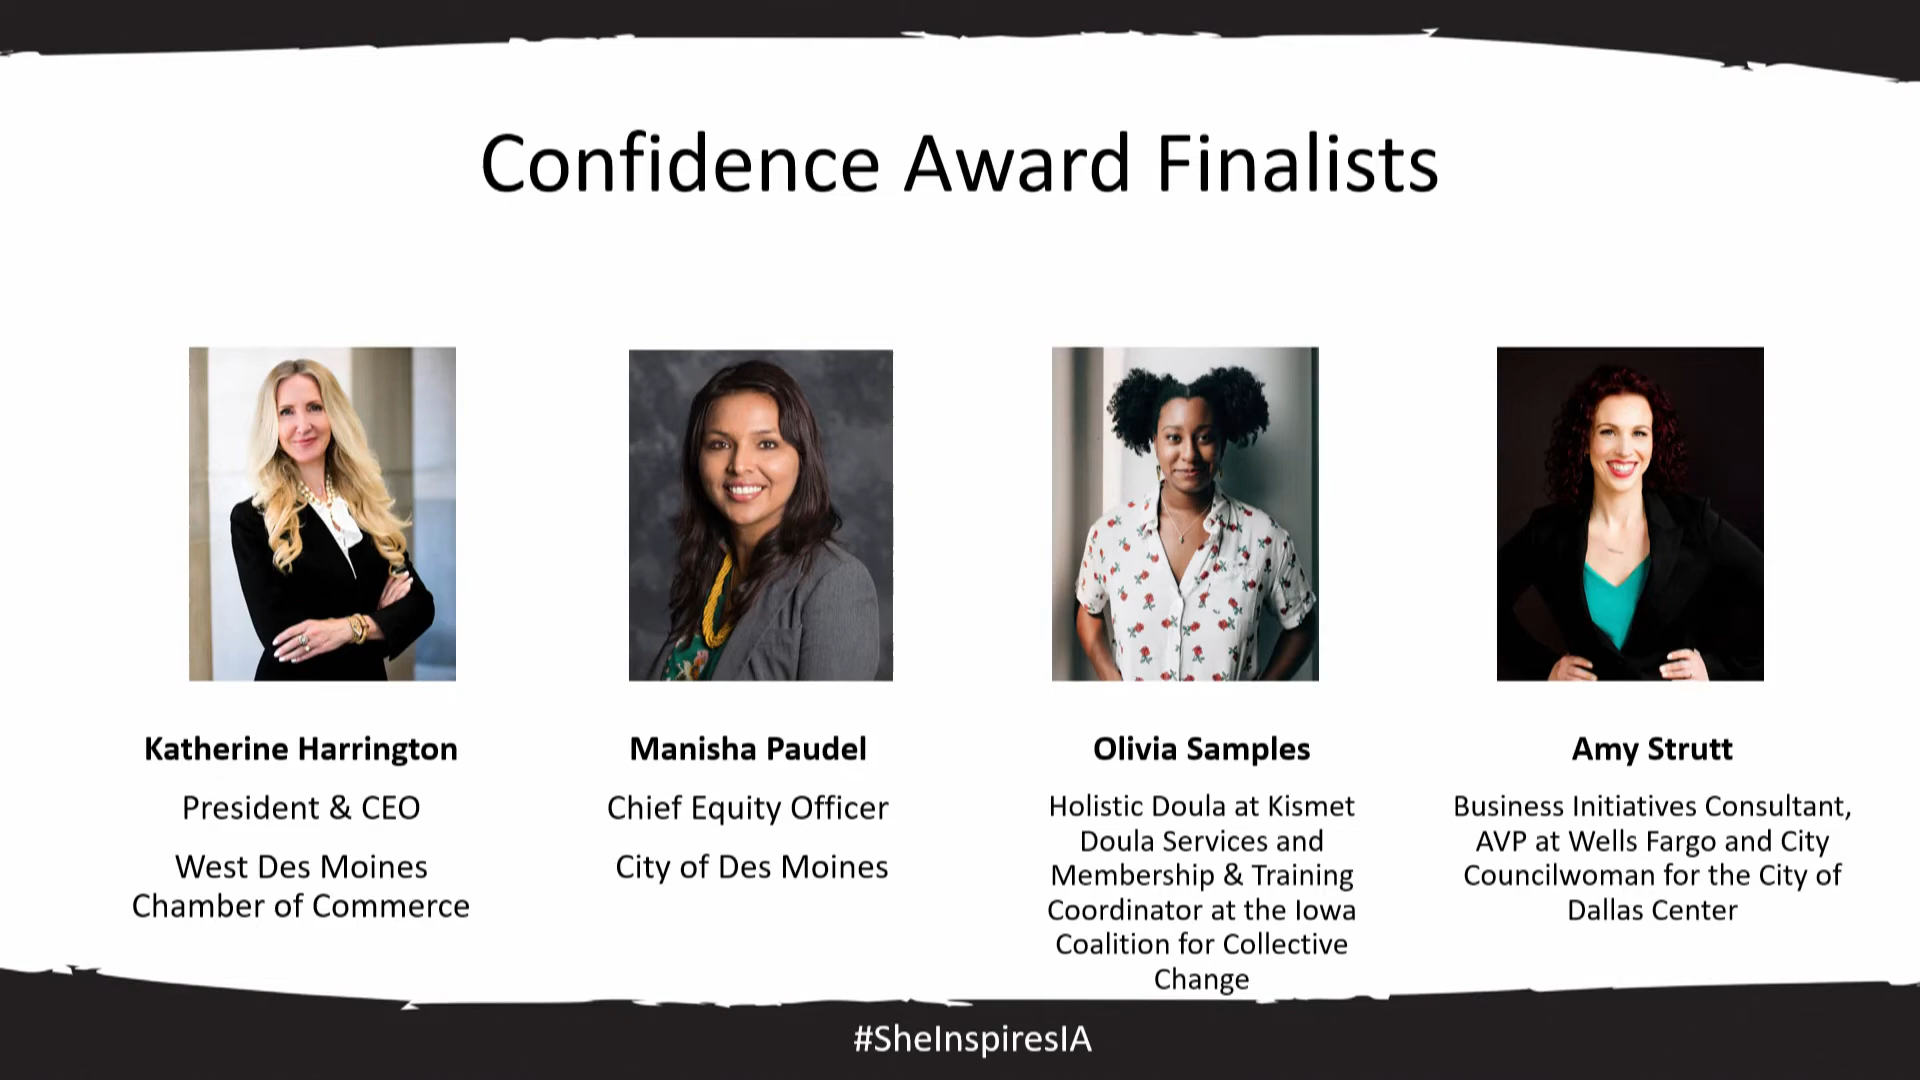 Confidence Award Finalists
Katherine Harrington
President & CEO
West Des Moines
Chamber of Commerce
Manisha Paudel
Chief Equity Officer
City of Des Moines
Olivia Samples
Holistic Doula at Kismet
Doula Services and
Membership & Training
Coordinator at the Iowa
Coalition for Collective
Change
Amy Strutt
Business Initiatives Consultant,
AVP at Wells Fargo and City
Councilwoman for the City of
Dallas Center
#SheInspiresIA